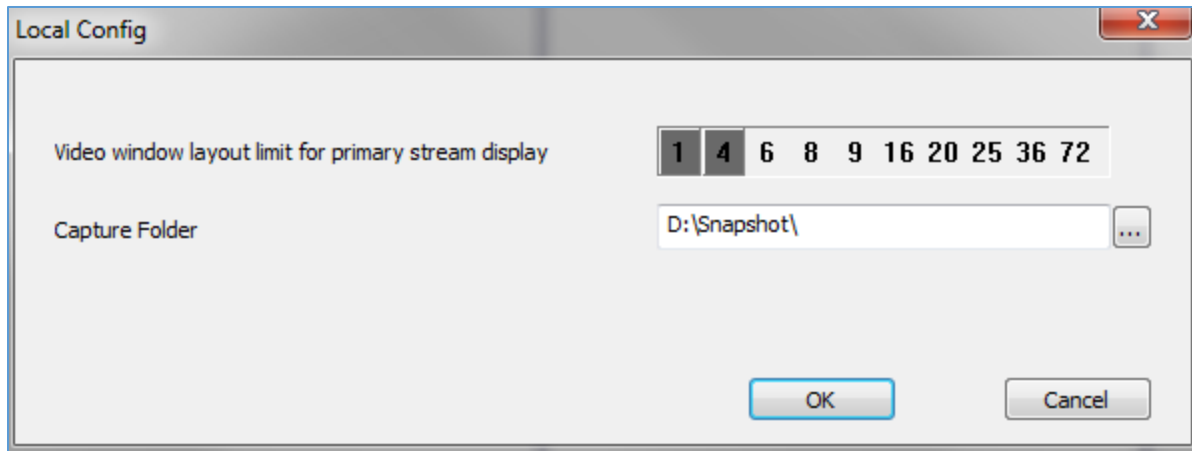 Local Config
Video window layout limit for primary stream display 1 4 6 8 9 16 20 25 36 72
Capture Folder D:\Snapshot\ ...
OK Cancel